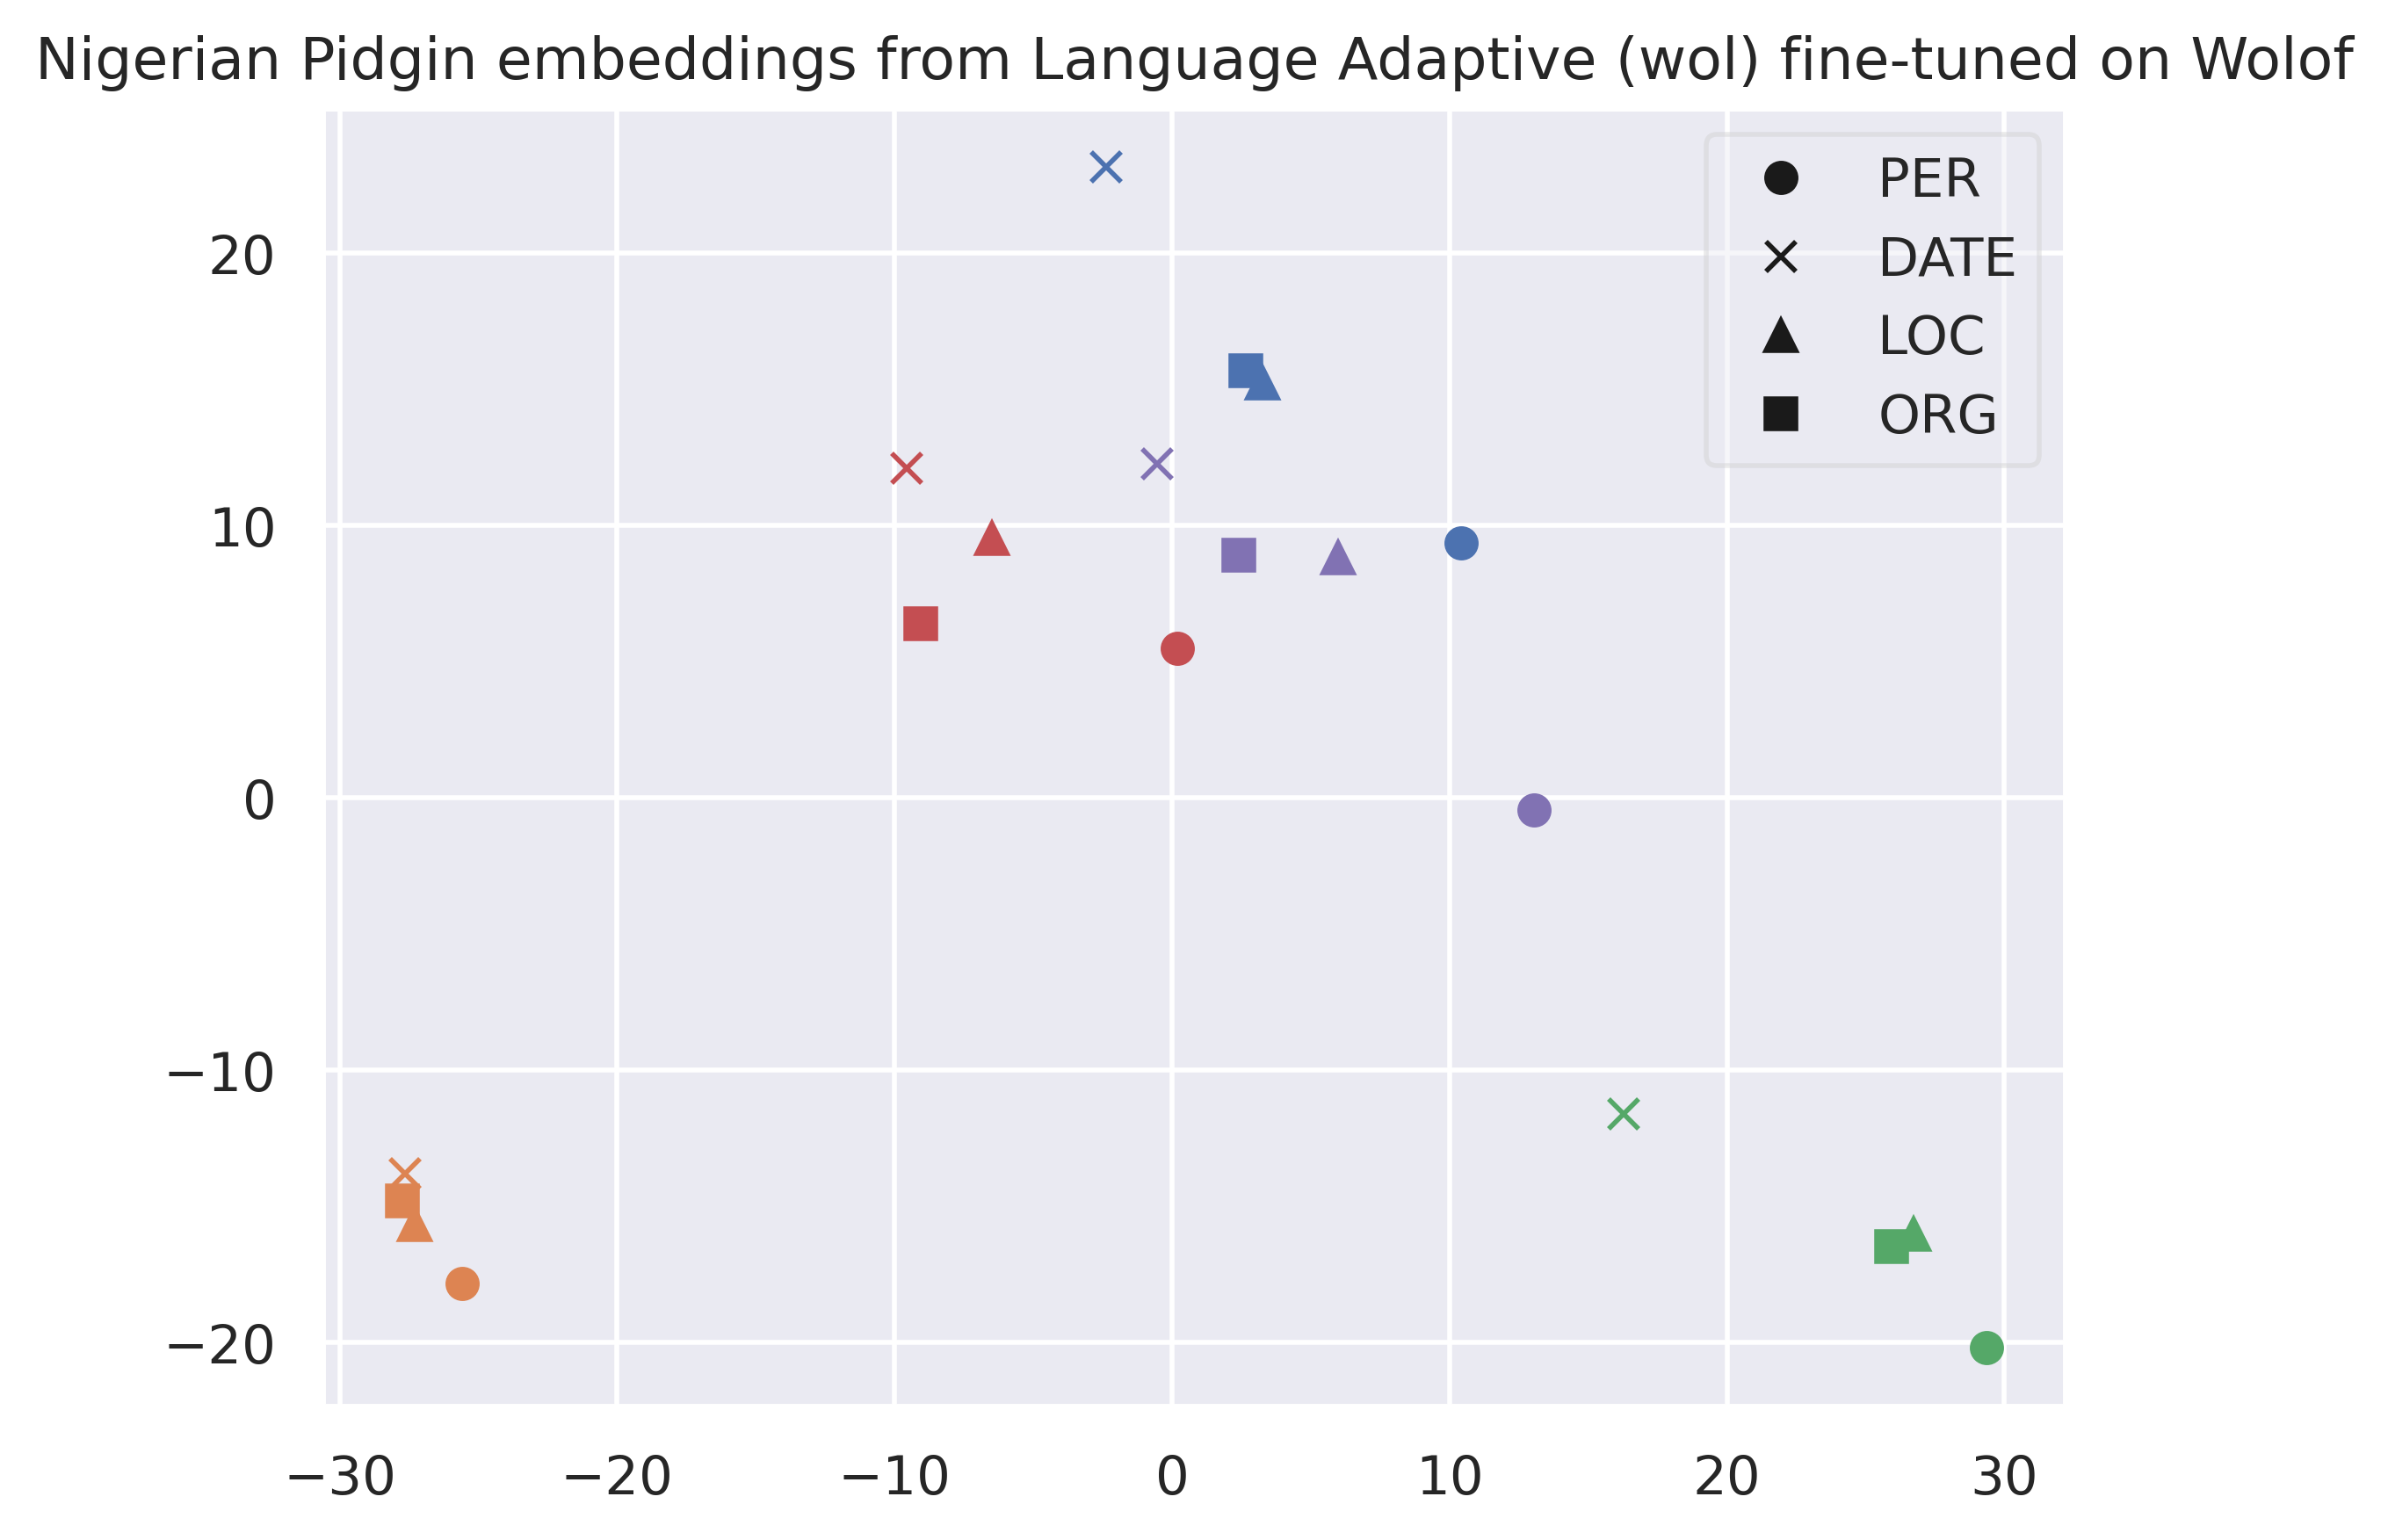 Nigerian Pidgin embeddings from Language Adaptive (wol) fine-tuned on Wolof
PER
DATE
LOC
ORG
20
10
0
−10
−20
−30
−20
−10
0
10
20
30